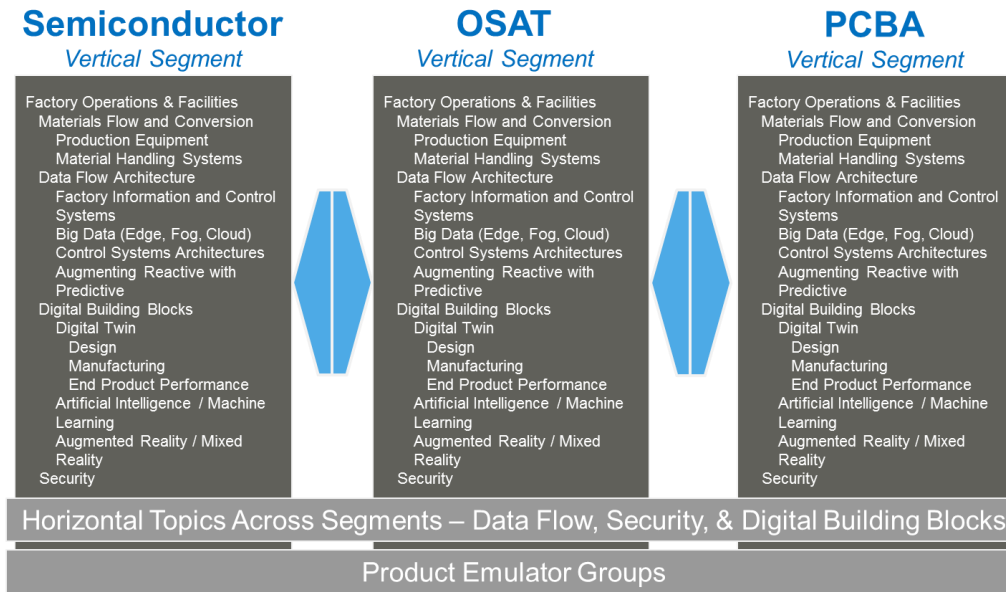 Semiconductor
Vertical Segment
Factory Operations & Facilities
Materials Flow and Conversion
Production Equipment
Material Handling Systems
Data Flow Architecture
Factory Information and Control
Systems
Big Data (Edge, Fog, Cloud)
Control Systems Architectures
Augmenting Reactive with
Predictive
Digital Building Blocks
Digital Twin
Design
Manufacturing
End Product Performance
Artificial Intelligence / Machine
Learning
Augmented Reality / Mixed
Reality
Security
OSAT
Vertical Segment
Factory Operations & Facilities
Materials Flow and Conversion
Production Equipment
Material Handling Systems
Data Flow Architecture
Factory Information and Control
Systems
Big Data (Edge, Fog, Cloud)
Control Systems Architectures
Augmenting Reactive with
Predictive
Digital Building Blocks
Digital Twin
Design
Manufacturing
End Product Performance
Artificial Intelligence / Machine
Learning
Augmented Reality / Mixed
Reality
Security
PCBA
Vertical Segment
Factory Operations & Facilities
Materials Flow and Conversion
Production Equipment
Material Handling Systems
Data Flow Architecture
Factory Information and Control
Systems
Big Data (Edge, Fog, Cloud)
Control Systems Architectures
Augmenting Reactive with
Predictive
Digital Building Blocks
Digital Twin
Design
Manufacturing
End Product Performance
Artificial Intelligence / Machine
Learning
Augmented Reality / Mixed
Reality
Security
Horizontal Topics Across Segments – Data Flow, Security, & Digital Building Blocks
Product Emulator Groups